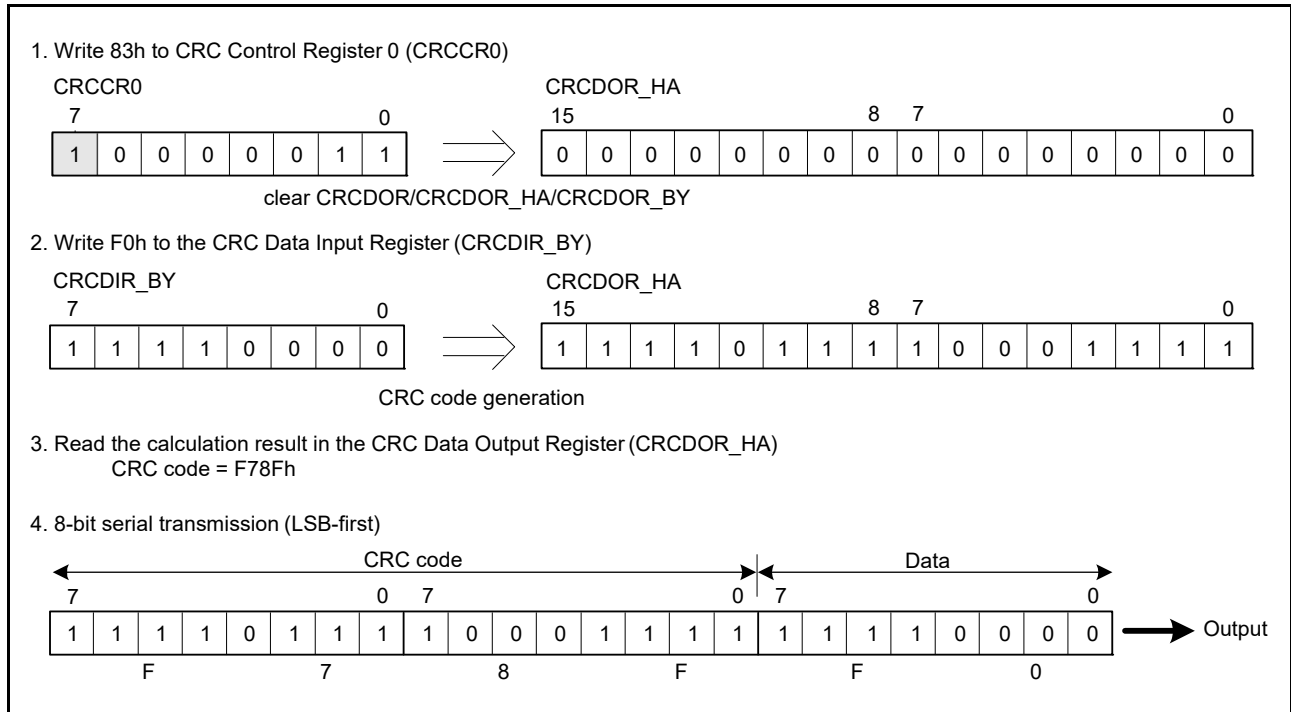 1. Write 83h to CRC Control Register 0 (CRCCR0)
CRCCR0 CRCDOR_HA
7 0 15 8 7 0
1 0 0 0 0 0 1 1 0 0 0 0 0 0 0 0 0 0 0 0 0 0 0 0
clear CRCDOR/CRCDOR_HA/CRCDOR_BY
2. Write F0h to the CRC Data Input Register (CRCDIR_BY)
CRCDIR_BY CRCDOR_HA
7 0 15 8 7 0
1 1 1 1 0 0 0 0 1 1 1 1 0 1 1 1 1 0 0 0 1 1 1 1
CRC code generation
3. Read the calculation result in the CRC Data Output Register (CRCDOR_HA)
CRC code = F78Fh
4. 8-bit serial transmission (LSB-first)
CRC code Data
7 0 7 0 7 0
1 1 1 1 0 1 1 1 1 0 0 0 1 1 1 1 1 1 1 1 0 0 0 0 Output
F 7 8 F F 0